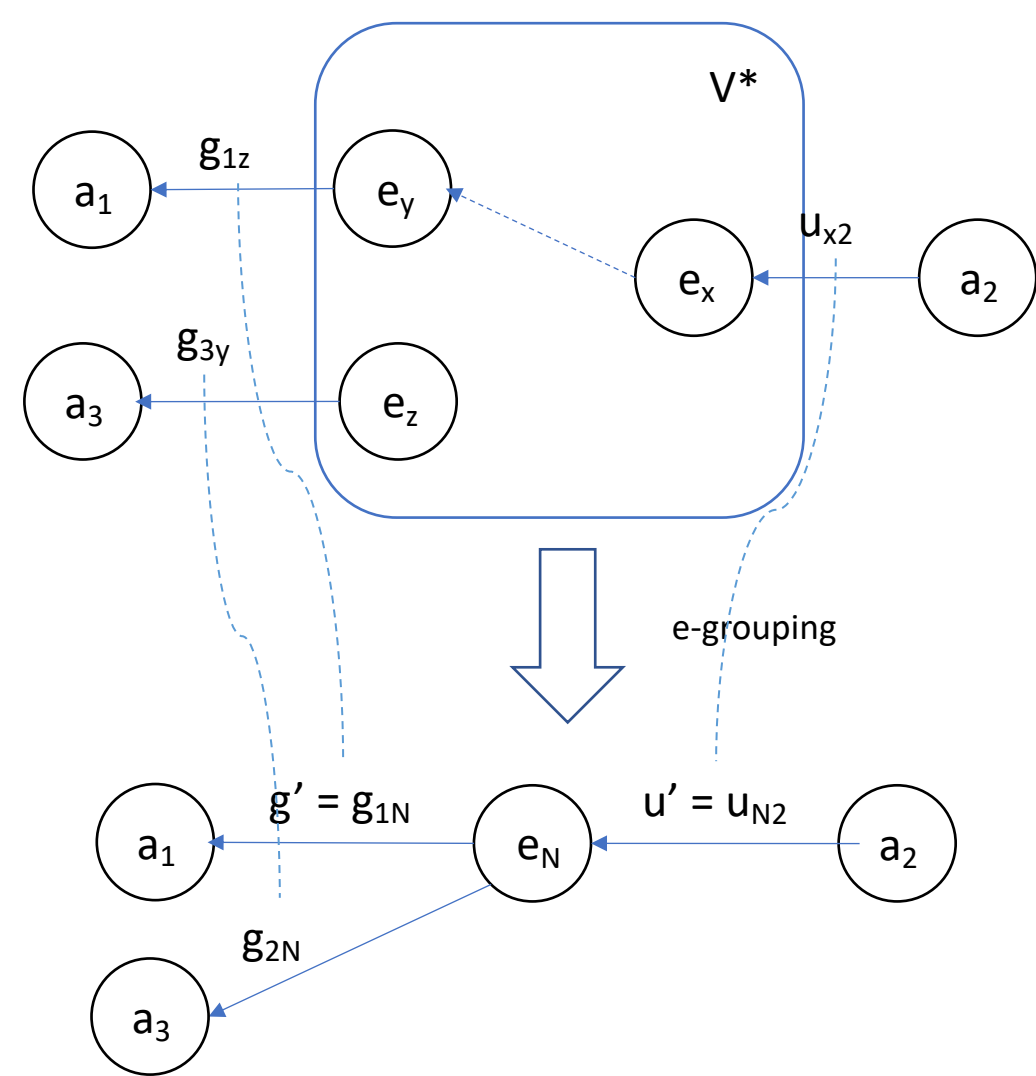 V*
g1z
a1
ey
ux2
ex
a2
g3y
a3
ez
e-grouping
g’ = g1N
u’ = uN2
a1
eN
a2
g2N
a3